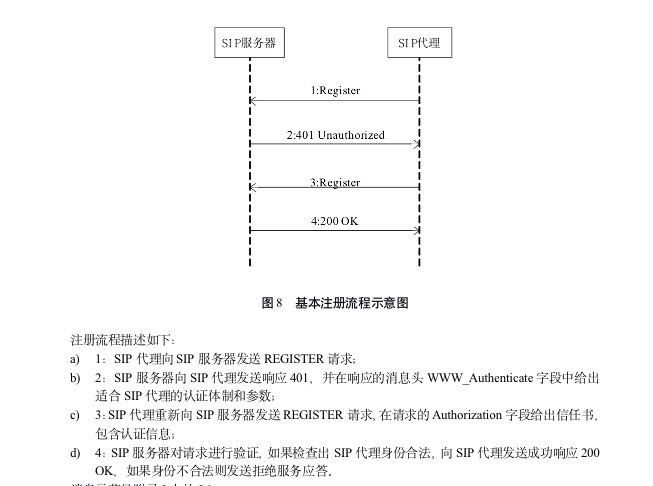 SIP服务器
SIP代理
1:Register
2:401 Unauthorized
3:Register
4:200 OK
图 8 基本注册流程示意图
注册流程描述如下:
a) 1: SIP 代理向 SIP 服务器发送 REGISTER 请求;
b) 2: SIP 服务器向 SIP 代理发送响应 401, 并在响应的消息头 WWW_Authenticate 字段中给出
适合 SIP 代理的认证体制和参数;
c) 3: SIP 代理重新向 SIP 服务器发送 REGISTER 请求, 在请求的 Authorization 字段给出信任书,
包含认证信息;
d) 4: SIP 服务器对请求进行验证, 如果检查出 SIP 代理身份合法, 向 SIP 代理发送成功响应 200
OK, 如果身份不合法则发送拒绝服务应答.